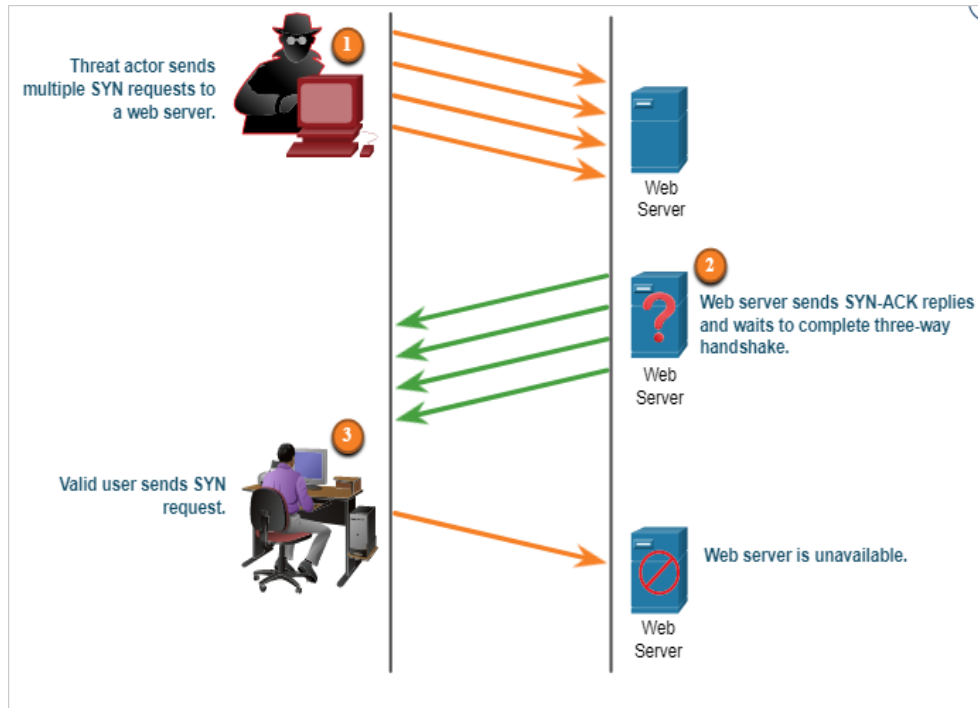 1
Threat actor sends
multiple SYN requests to
a web server.
Web
Server
2
Web server sends SYN-ACK replies
and waits to complete three-way
handshake.
?
Web
Server
3
Valid user sends SYN
request.
Web server is unavailable.
Web
Server